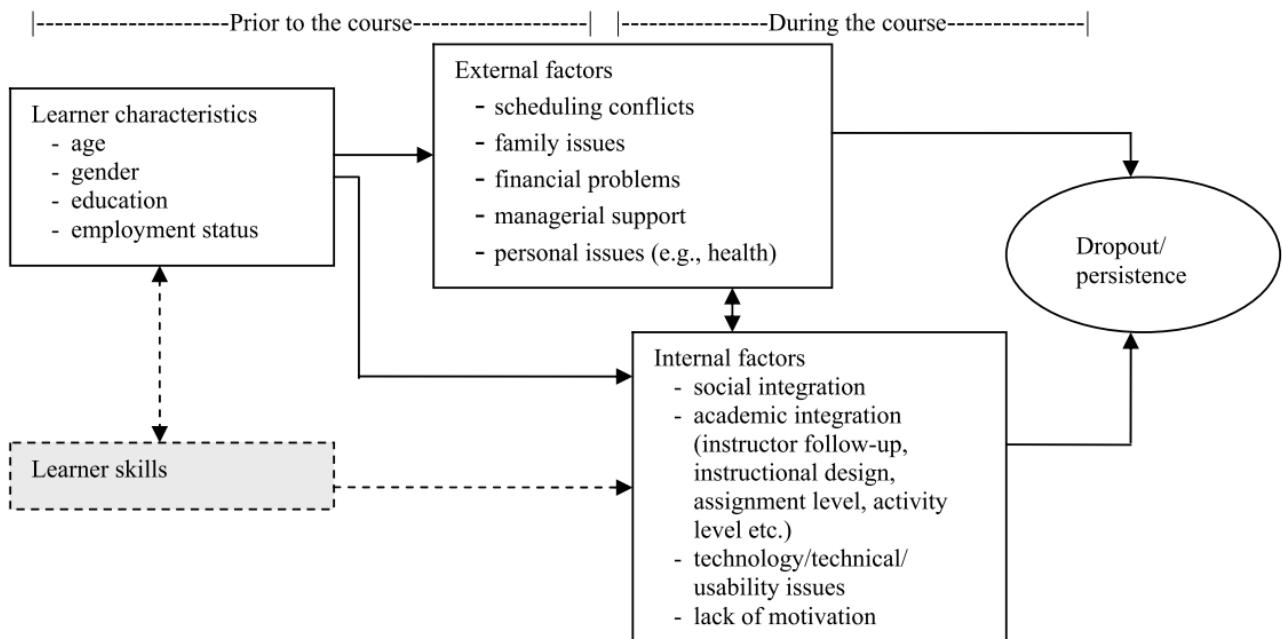 |--------------------Prior to the course------------------| |---------------During the course-----------------|
Learner characteristics
- age
- gender
- education
- employment status
External factors
- scheduling conflicts
- family issues
- financial problems
- managerial support
- personal issues (e.g., health)
Dropout/
persistence
Learner skills
Internal factors
- social integration
- academic integration
(instructor follow-up,
instructional design,
assignment level, activity
level etc.)
- technology/technical/
usability issues
- lack of motivation